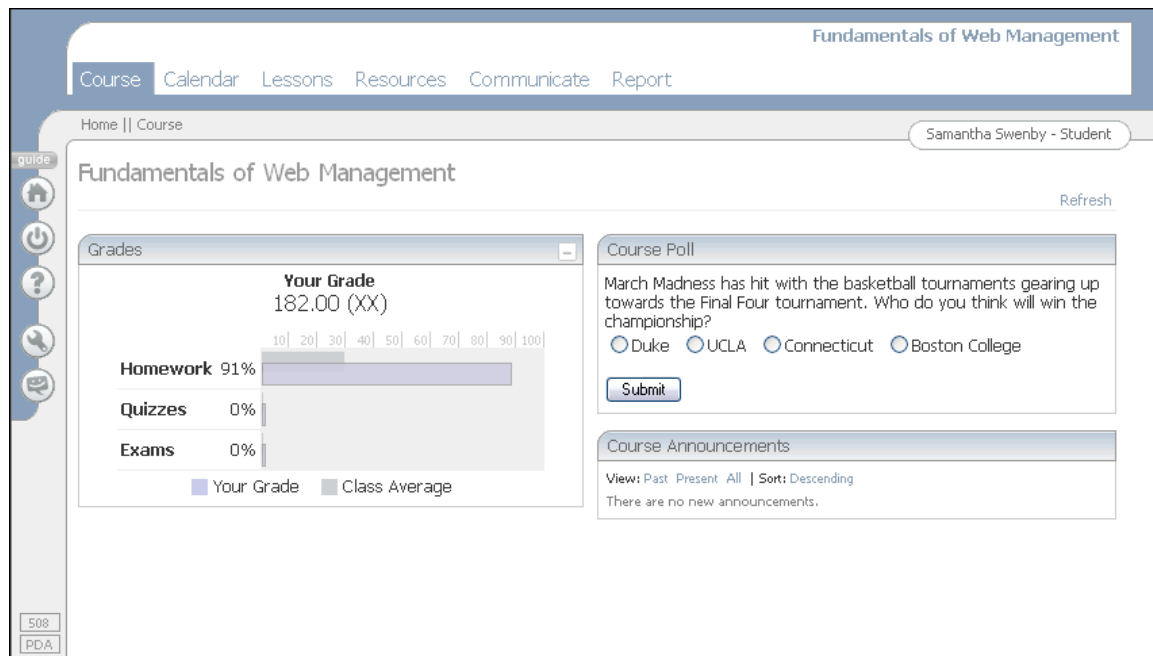 Fundamentals of Web Management
Course Calendar Lessons Resources Communicate Report
Home || Course
Samantha Swenby - Student
guide
Fundamentals of Web Management
Refresh
Grades
Your Grade
182.00 (XX)
10| 20| 30| 40| 50| 60| 70| 80| 90| 100|
Homework 91%
Quizzes 0%
Exams 0%
Your Grade Class Average
Course Poll
March Madness has hit with the basketball tournaments gearing up
towards the Final Four tournament. Who do you think will win the
championship?
Duke UCLA Connecticut Boston College
Submit
Course Announcements
View: Past Present All | Sort: Descending
There are no new announcements.
508
PDA